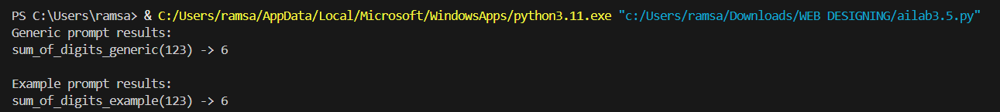 PS C:\Users\ramsa> & C:/Users/ramsa/AppData/Local/Microsoft/WindowsApps/python3.11.exe "c:/Users/ramsa/Downloads/WEB DESIGNING/ailab3.5.py"
Generic prompt results:
sum_of_digits_generic(123) -> 6
Example prompt results:
sum_of_digits_example(123) -> 6